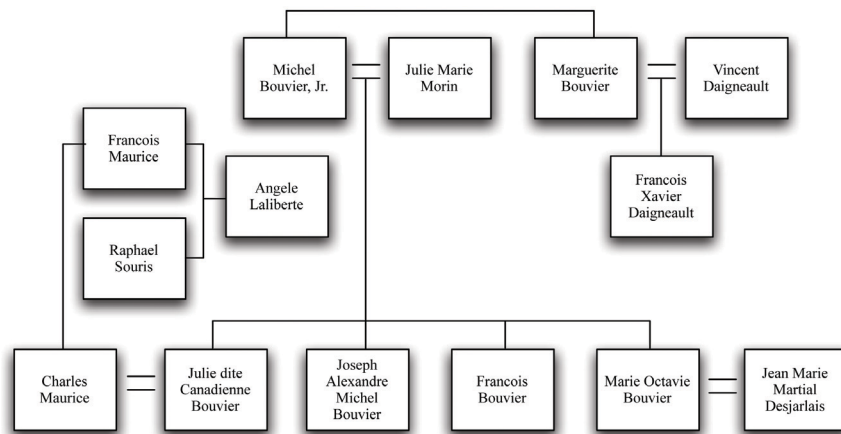 Michel
Bouvier, Jr.
Julie Marie
Morin
Marguerite
Bouvier
Vincent
Daigneault
Francois
Maurice
Angele
Laliberte
Francois
Xavier
Daigneault
Raphael
Souris
Charles
Maurice
Julie dite
Canadienne
Bouvier
Joseph
Alexandre
Michel
Bouvier
Francois
Bouvier
Marie Octavie
Bouvier
Jean Marie
Martial
Desjarlais